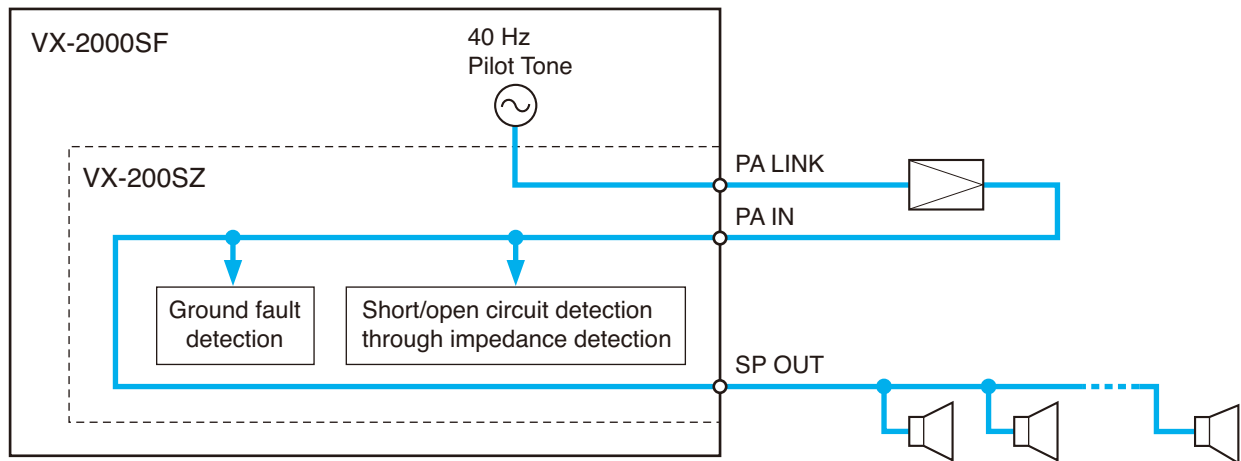 VX-2000SF
40 Hz
Pilot Tone
VX-200SZ
PA LINK
PA IN
Ground fault
detection
Short/open circuit detection
through impedance detection
SP OUT